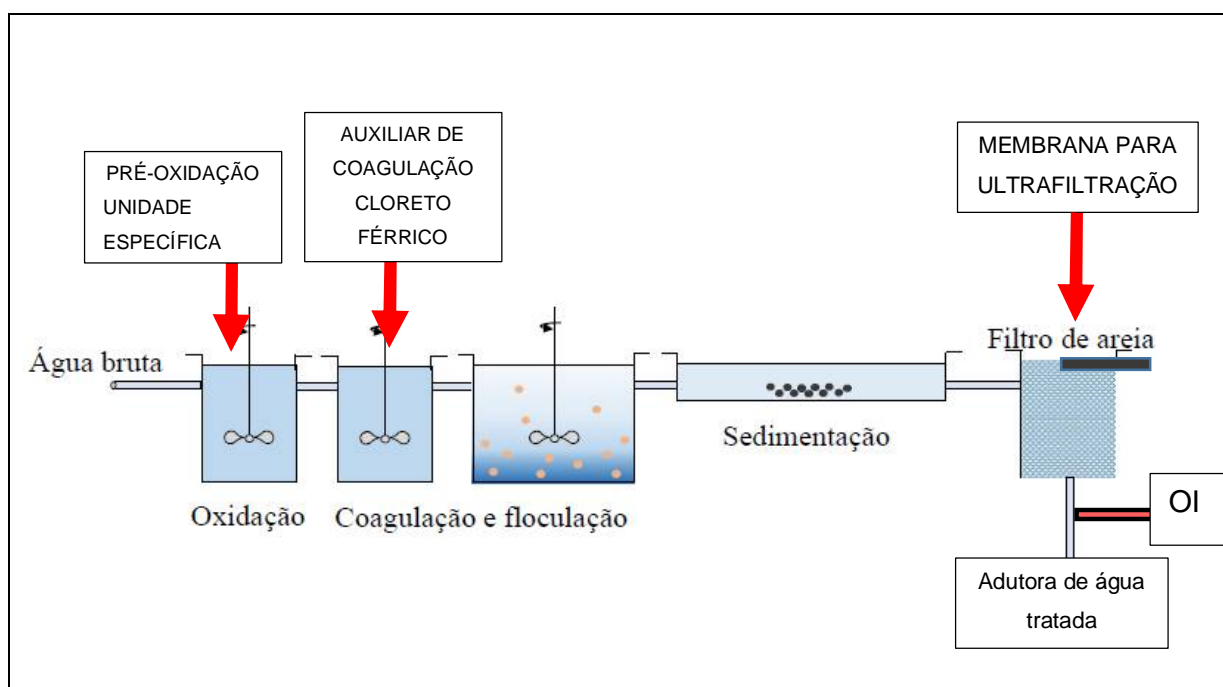 PRÉ-OXIDAÇÃO
UNIDADE
ESPECÍFICA
AUXILIAR DE
COAGULAÇÃO
CLORETO
FÉRRICO
MEMBRANA PARA
ULTRAFILTRAÇÃO
Água bruta
Filtro de areia
Oxidação
Coagulação e floculação
Sedimentação
OI
Adutora de água
tratada